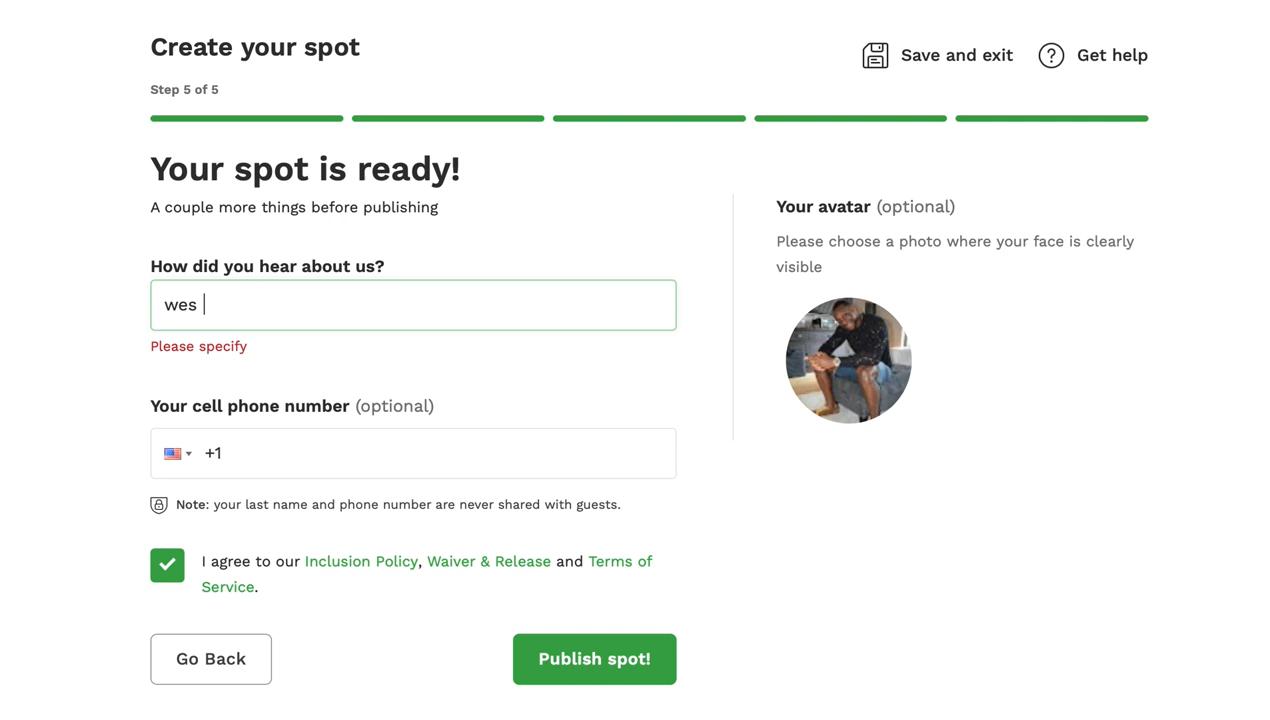 Create your spot
Save and exit
Get help
Step 5 of 5
Your spot is ready!
A couple more things before publishing
How did you hear about us?
wes
Please specify
Your cell phone number (optional)
+1
Note: your last name and phone number are never shared with guests.
I agree to our Inclusion Policy, Waiver & Release and Terms of
Service.
Go Back
Publish spot!
Your avatar (optional)
Please choose a photo where your face is clearly
visible